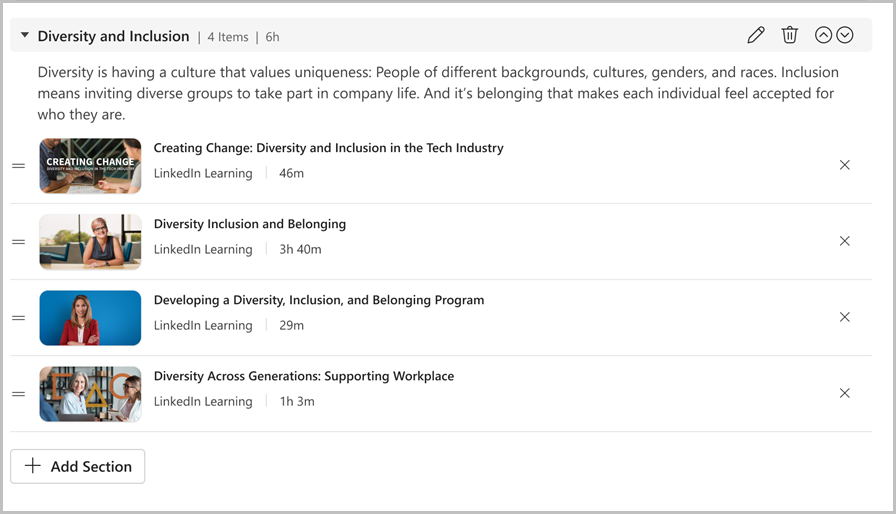 Diversity and Inclusion | 4 Items | 6h
Diversity is having a culture that values uniqueness: People of different backgrounds, cultures, genders, and races. Inclusion
means inviting diverse groups to take part in company life. And it’s belonging that makes each individual feel accepted for
who they are.
CREATING CHANGE
DIVERSITY AND INCLUSION IN THE TECH INDUSTRY
Creating Change: Diversity and Inclusion in the Tech Industry
LinkedIn Learning | 46m
Diversity Inclusion and Belonging
LinkedIn Learning | 3h 40m
Developing a Diversity, Inclusion, and Belonging Program
LinkedIn Learning | 29m
Diversity Across Generations: Supporting Workplace
LinkedIn Learning | 1h 3m
Add Section